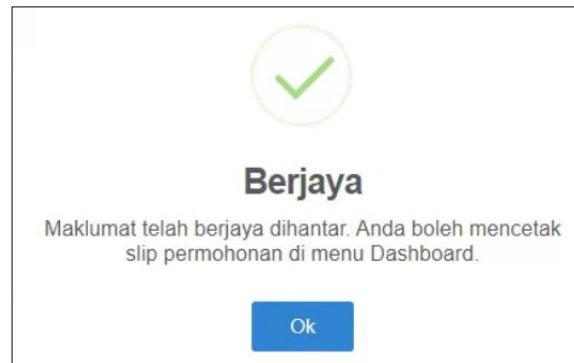 Berjaya
Maklumat telah berjaya dihantar. Anda boleh mencetak
slip permohonan di menu Dashboard.
Ok